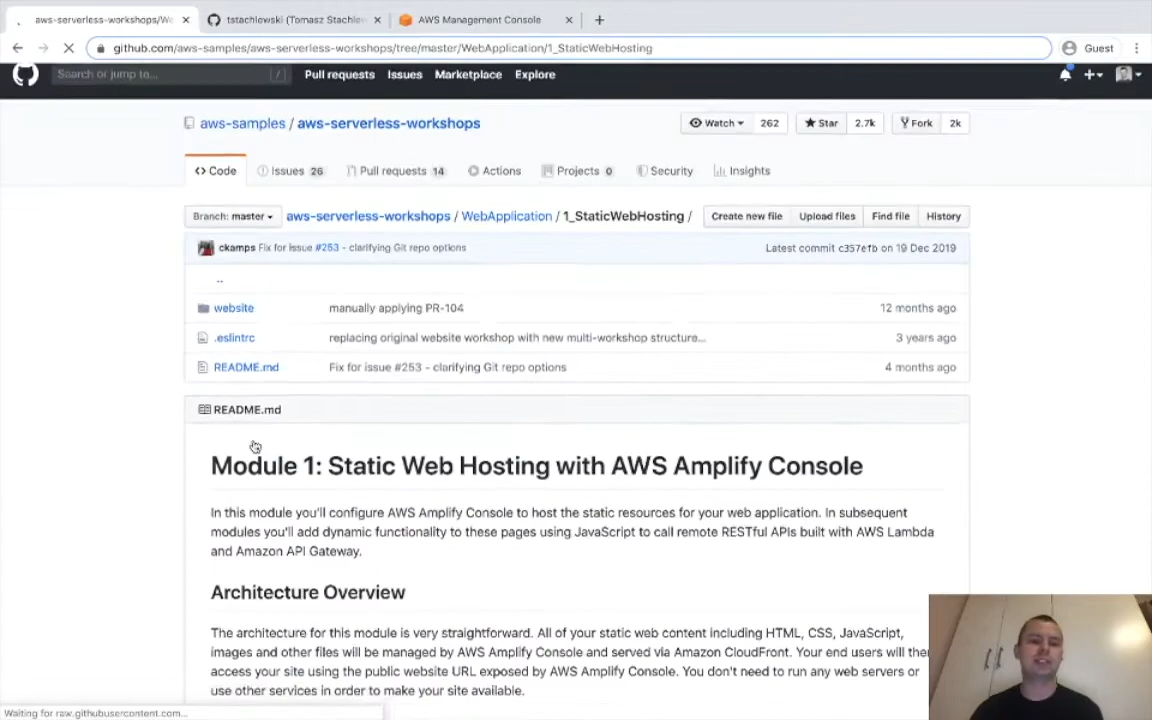 aws-serverless-workshops/We
tstachlewski (Tomasz Stachlew
AWS Management Console
github.com/aws-samples/aws-serverless-workshops/tree/master/WebApplication/1_StaticWebHosting
Guest
Search or jump to... /
Pull requests Issues Marketplace Explore
aws-samples / aws-serverless-workshops
Watch 262 Star 2.7k Fork 2k
Code Issues 26 Pull requests 14 Actions Projects 0 Security Insights
Branch: master aws-serverless-workshops / WebApplication / 1_StaticWebHosting / Create new file Upload files Find file History
ckamps Fix for issue #253 - clarifying Git repo options Latest commit c357efb on 19 Dec 2019
..
website manually applying PR-104 12 months ago
.eslintrc replacing original website workshop with new multi-workshop structure... 3 years ago
README.md Fix for issue #253 - clarifying Git repo options 4 months ago
README.md
Module 1: Static Web Hosting with AWS Amplify Console
In this module you'll configure AWS Amplify Console to host the static resources for your web application. In subsequent
modules you'll add dynamic functionality to these pages using JavaScript to call remote RESTful APIs built with AWS Lambda
and Amazon API Gateway.
Architecture Overview
The architecture for this module is very straightforward. All of your static web content including HTML, CSS, JavaScript,
images and other files will be managed by AWS Amplify Console and served via Amazon CloudFront. Your end users will then
access your site using the public website URL exposed by AWS Amplify Console. You don't need to run any web servers or
use other services in order to make your site available.
Waiting for raw.githubusercontent.com...